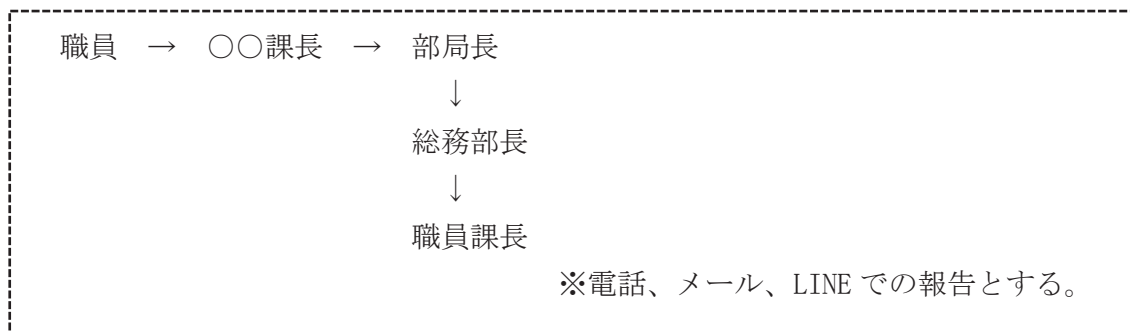 職員 → ○○課長 → 部局長
↓
総務部長
↓
職員課長
※電話、メール、LINE での報告とする。